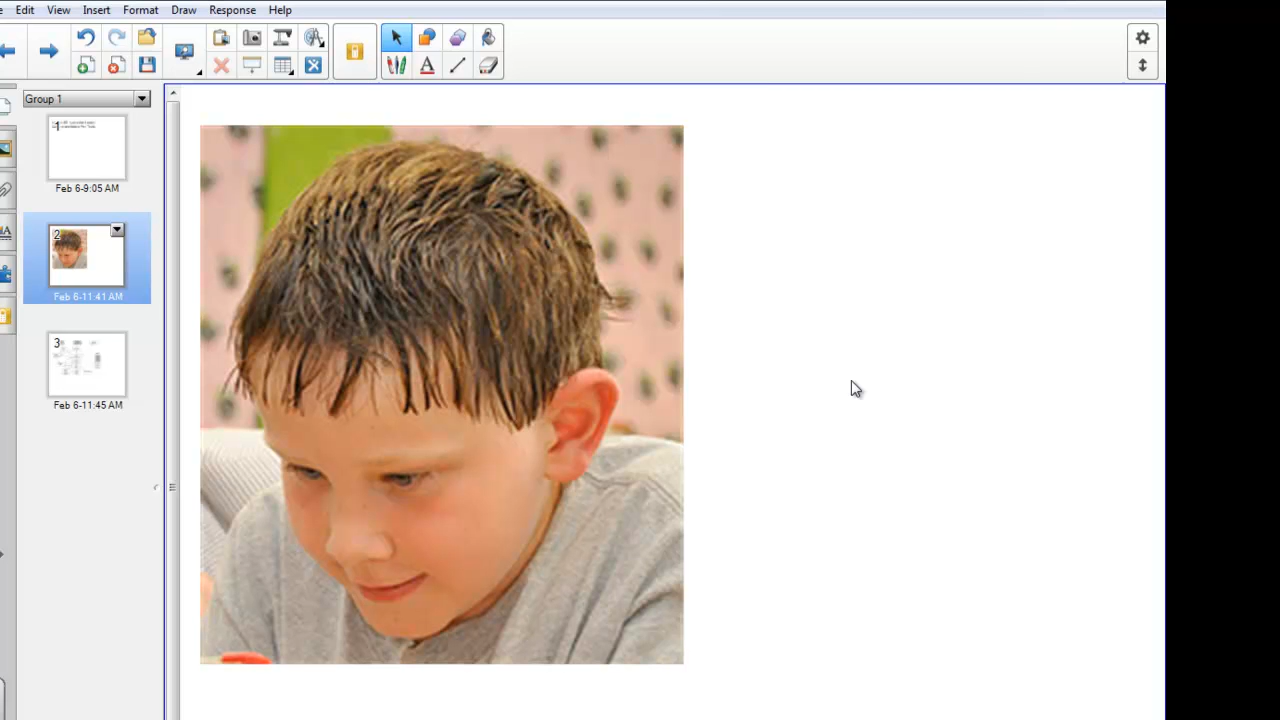 Edit View Insert Format Draw Response Help
Group 1
1
Feb 6-9:05 AM
2
Feb 6-11:41 AM
3
Feb 6-11:45 AM